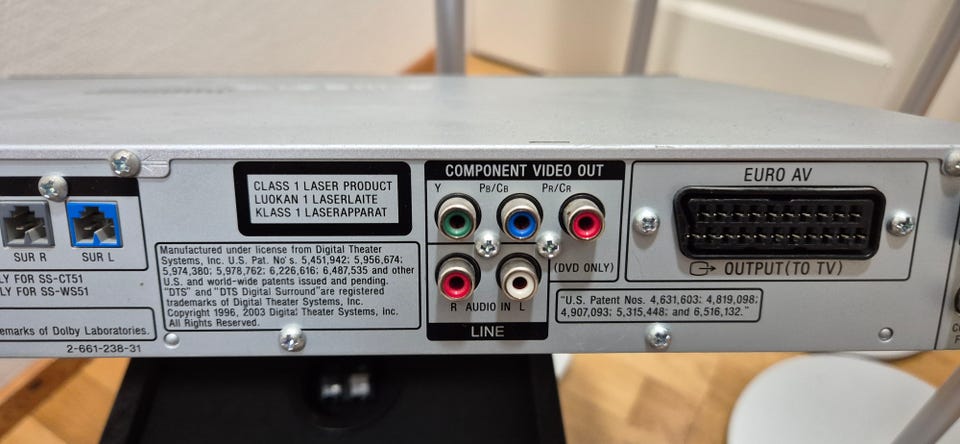 SUR R
SUR L
LY FOR SS-CT51
LY FOR SS-WS51
emarks of Dolby Laboratories.
2-661-238-31
CLASS 1 LASER PRODUCT
LUOKAN 1 LASERLAITE
KLASS 1 LASERAPPARAT
Manufactured under license from Digital Theater
Systems, Inc. U.S. Pat. No's. 5,451,942; 5,956,674;
5,974,380; 5,978,762; 6,226,616; 6,487,535 and other
U.S. and world-wide patents issued and pending.
"DTS" and "DTS Digital Surround" are registered
trademarks of Digital Theater Systems, Inc.
Copyright 1996, 2003 Digital Theater Systems, Inc.
All Rights Reserved.
COMPONENT VIDEO OUT
Y PB/CB PR/CR
(DVD ONLY)
R AUDIO IN L
LINE
"U.S. Patent Nos. 4,631,603; 4,819,098;
4,907,093; 5,315,448; and 6,516,132."
EURO AV
OUTPUT(TO TV)